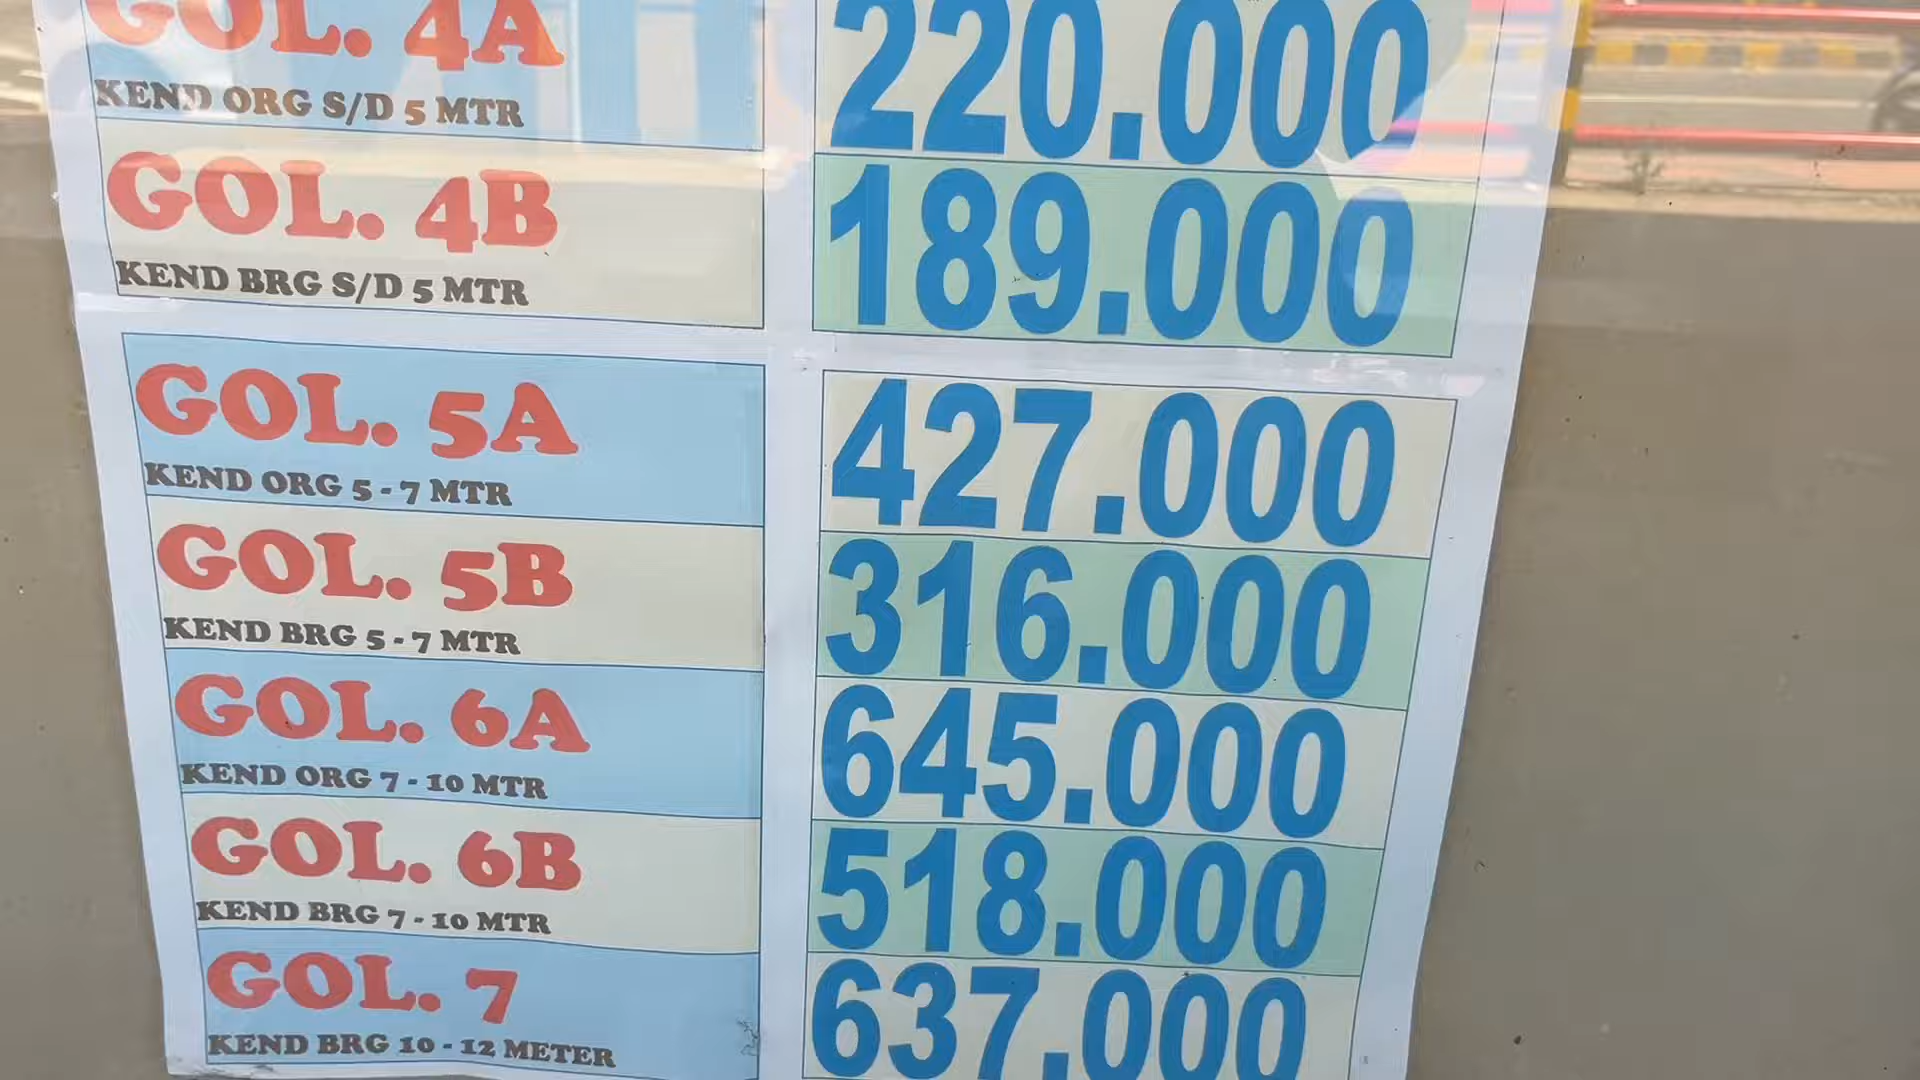 GOL. 4A 220.000
KEND ORG S/D 5 MTR
GOL. 4B 189.000
KEND BRG S/D 5 MTR
GOL. 5A 427.000
KEND ORG 5 - 7 MTR
GOL. 5B 316.000
KEND BRG 5 - 7 MTR
GOL. 6A 645.000
KEND ORG 7 - 10 MTR
GOL. 6B 518.000
KEND BRG 7 - 10 MTR
GOL. 7 637.000
KEND BRG 10 - 12 METER